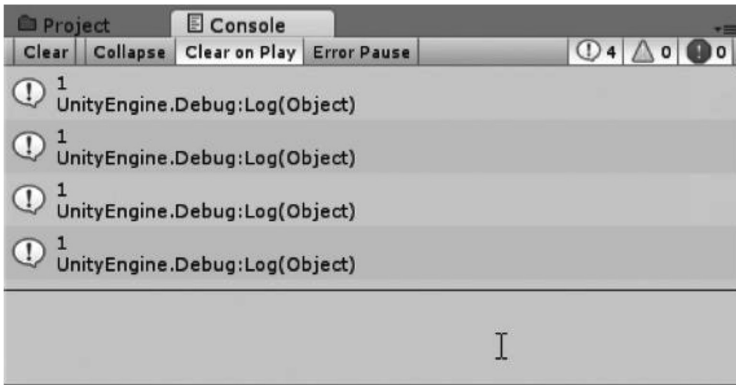 Project Console
Clear Collapse Clear on Play Error Pause 4 0 0
1
UnityEngine.Debug:Log(Object)
1
UnityEngine.Debug:Log(Object)
1
UnityEngine.Debug:Log(Object)
1
UnityEngine.Debug:Log(Object)